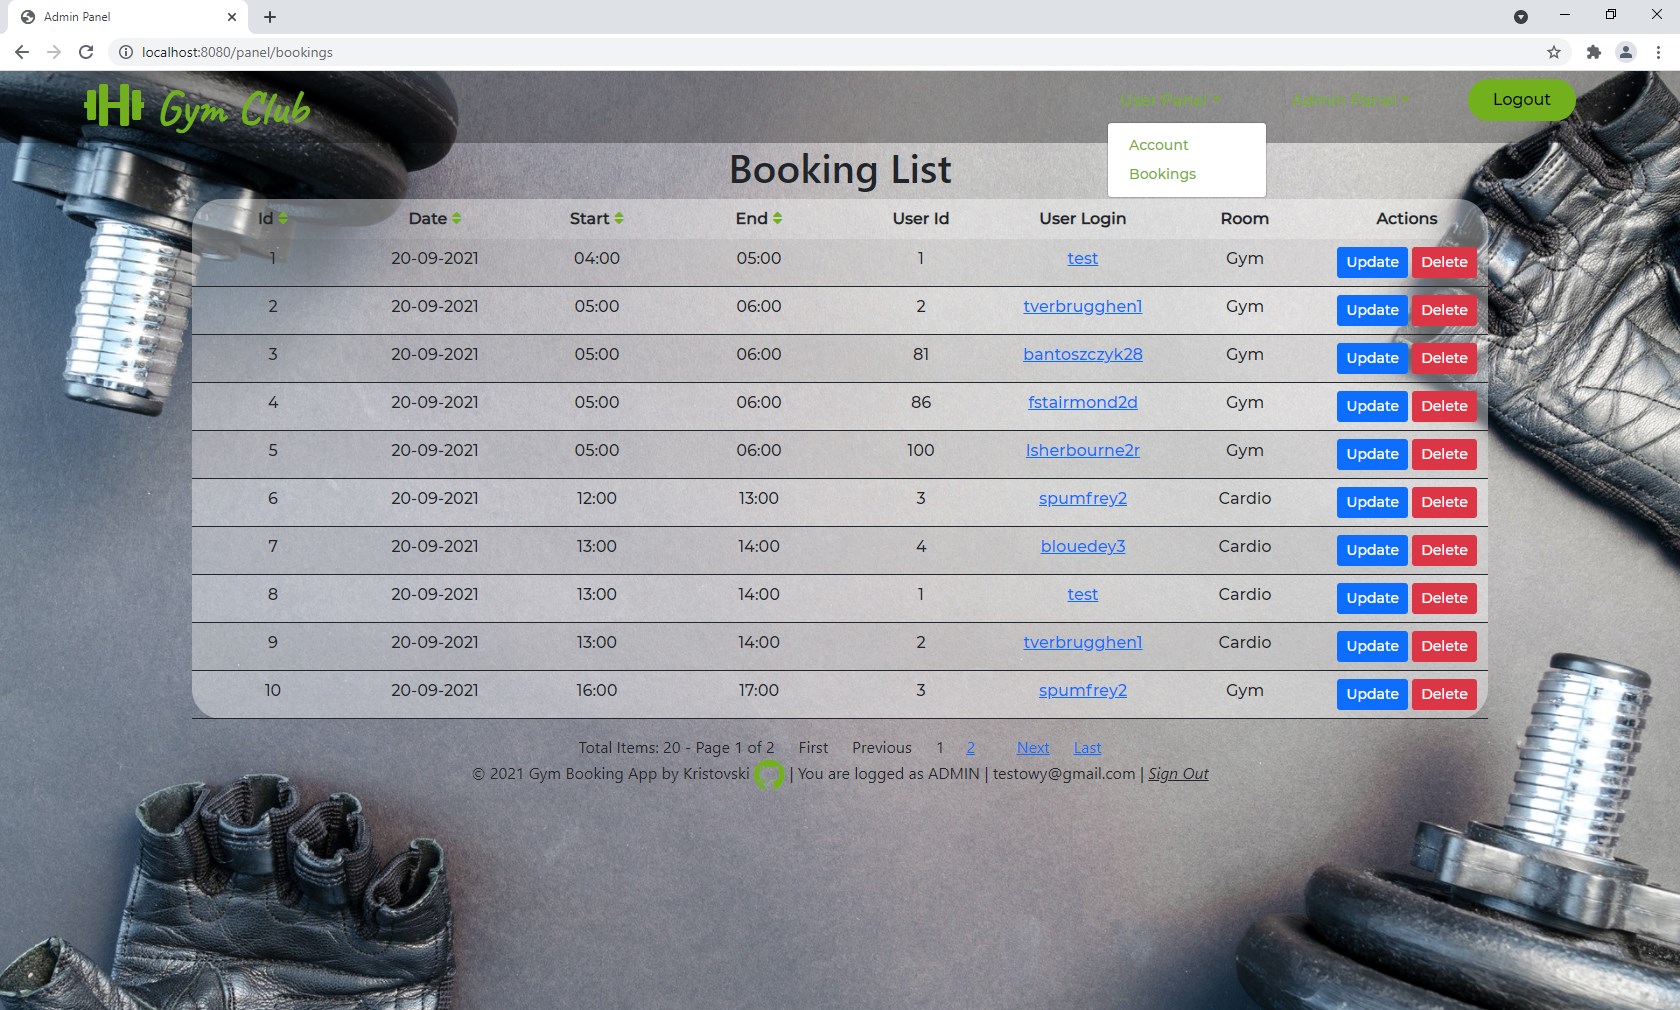 Admin Panel
localhost:8080/panel/bookings
Gym Club
User Panel
Admin Panel
Logout
Account
Bookings
Booking List
Id Date Start End User Id User Login Room Actions
1 20-09-2021 04:00 05:00 1 test Gym Update Delete
2 20-09-2021 05:00 06:00 2 tverbrugghen1 Gym Update Delete
3 20-09-2021 05:00 06:00 81 bantoszczyk28 Gym Update Delete
4 20-09-2021 05:00 06:00 86 fstairmond2d Gym Update Delete
5 20-09-2021 05:00 06:00 100 lsherbourne2r Gym Update Delete
6 20-09-2021 12:00 13:00 3 spumfrey2 Cardio Update Delete
7 20-09-2021 13:00 14:00 4 blouedey3 Cardio Update Delete
8 20-09-2021 13:00 14:00 1 test Cardio Update Delete
9 20-09-2021 13:00 14:00 2 tverbrugghen1 Cardio Update Delete
10 20-09-2021 16:00 17:00 3 spumfrey2 Gym Update Delete
Total Items: 20 - Page 1 of 2 First Previous 1 2 Next Last
© 2021 Gym Booking App by Kristovski | You are logged as ADMIN | testowy@gmail.com | Sign Out